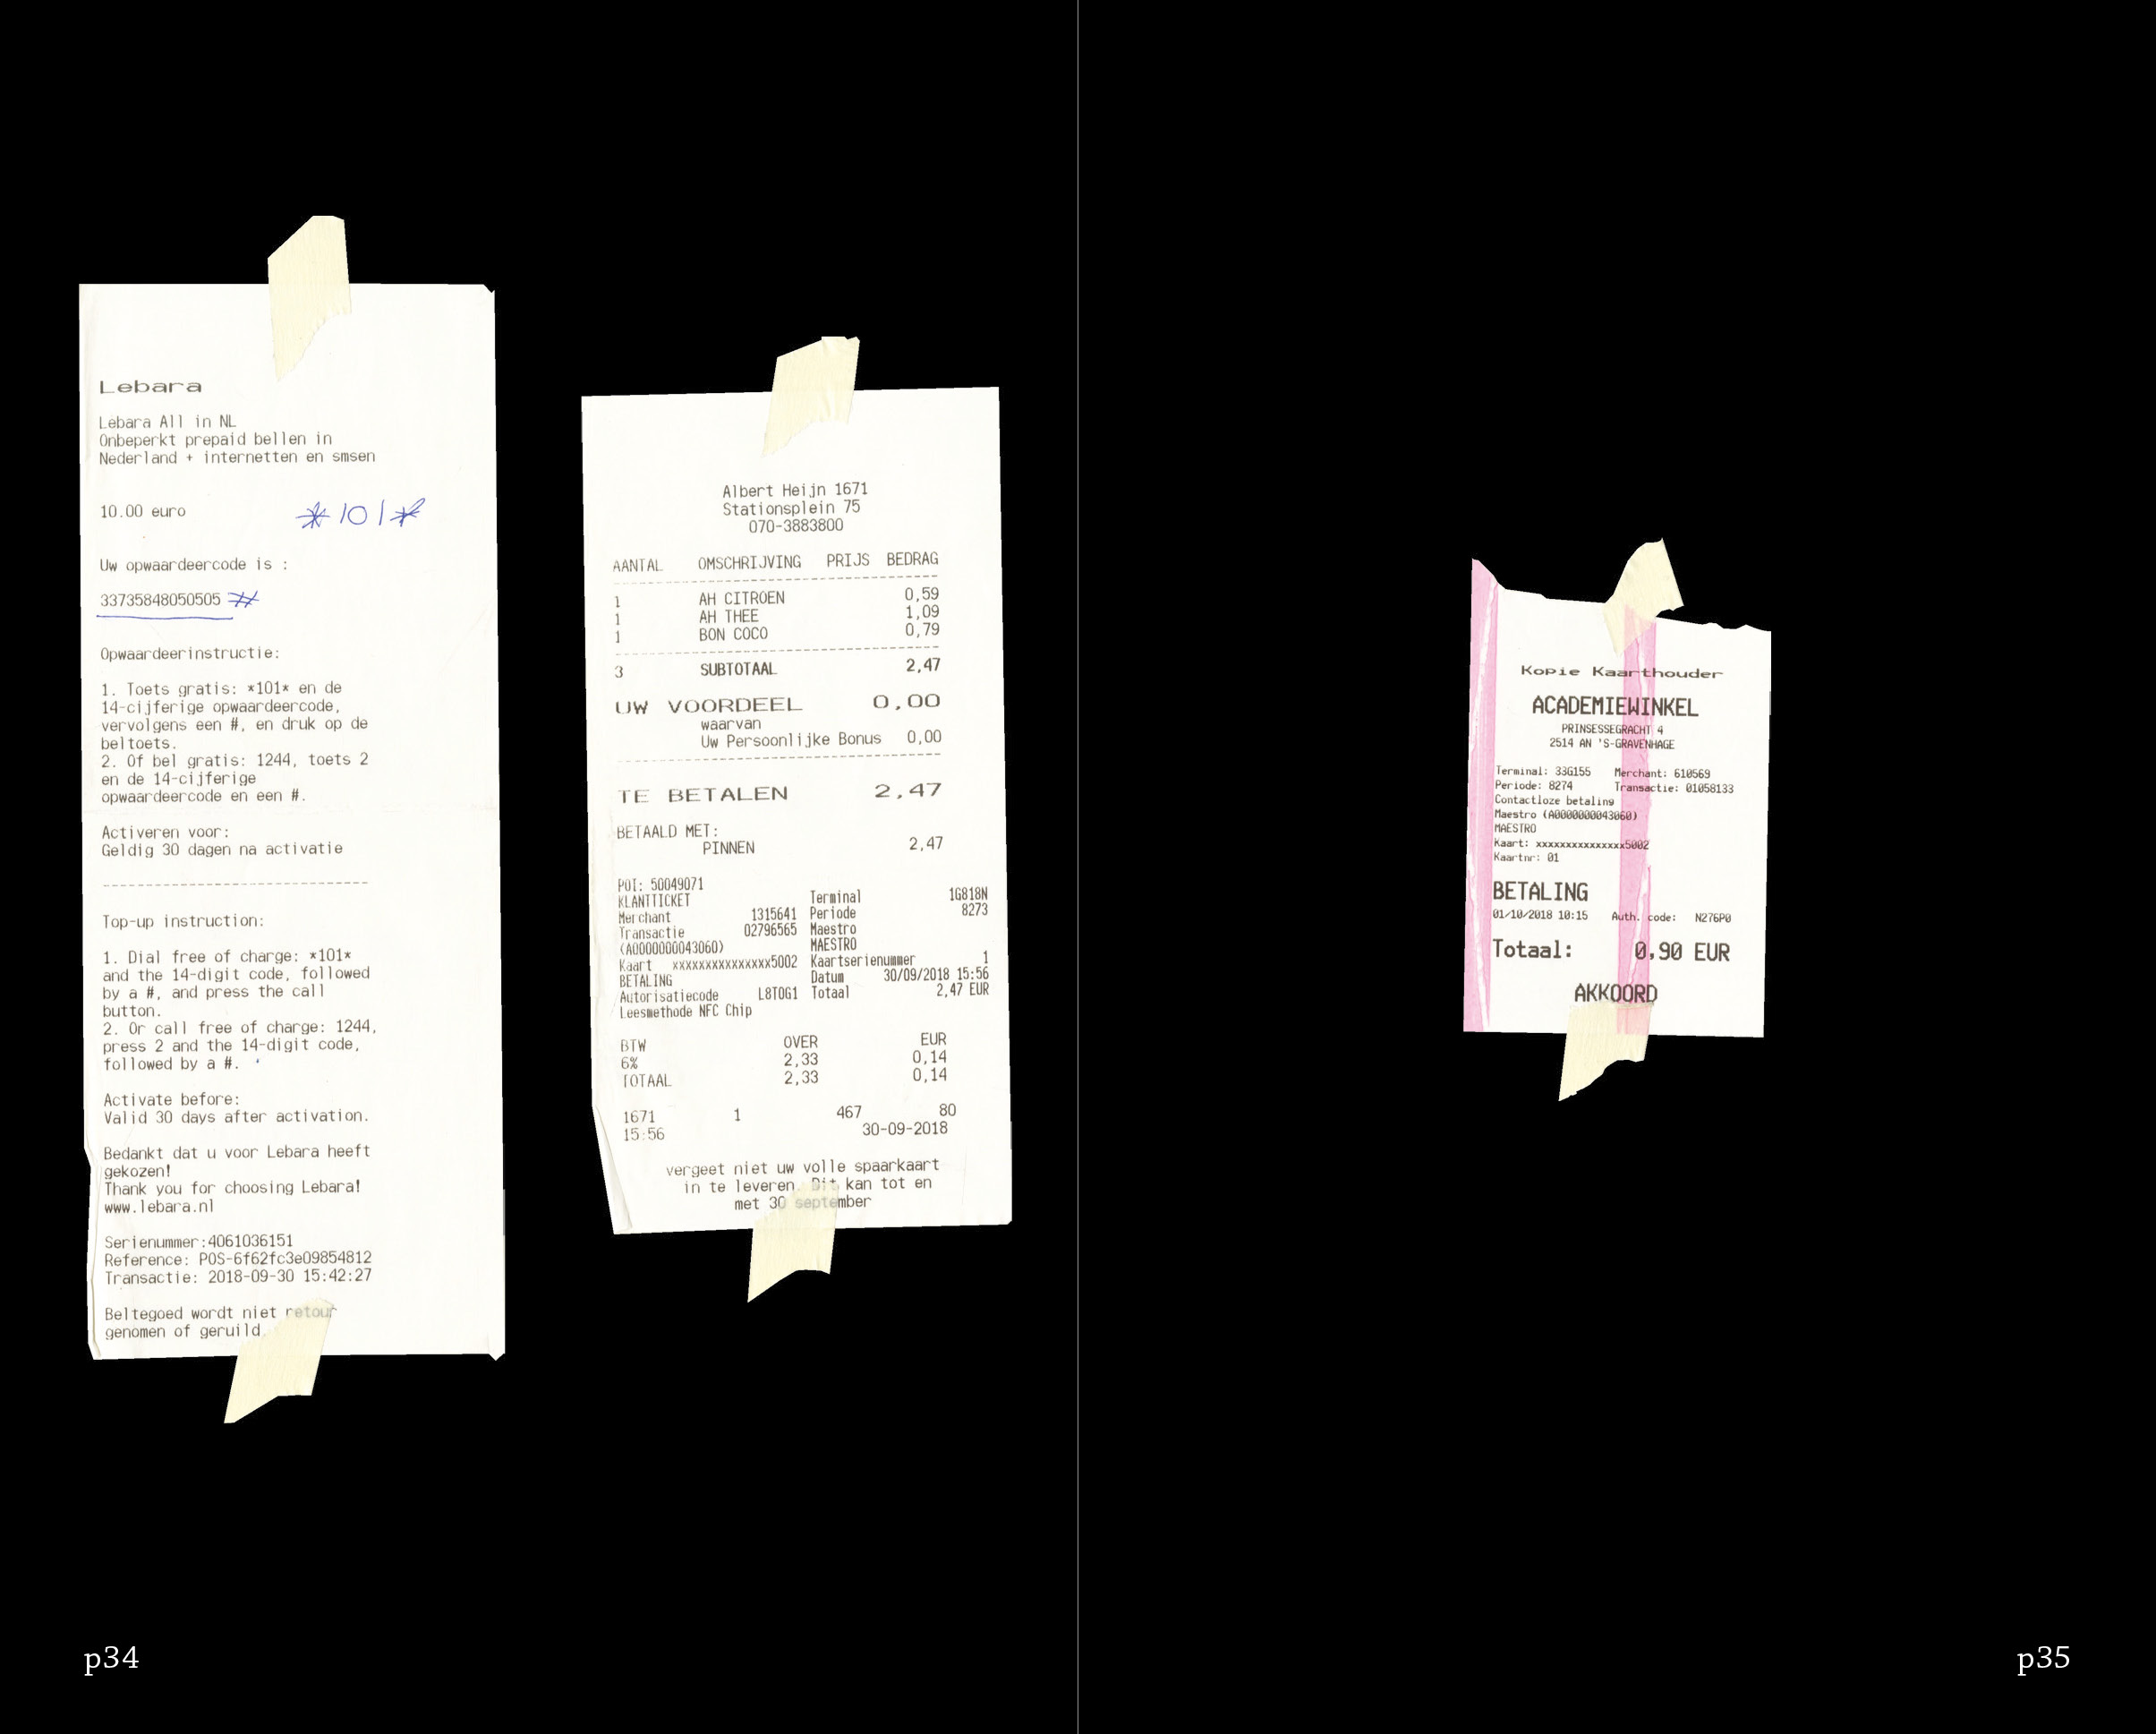 Lebara
Lebara All in NL
Onbeperkt prepaid bellen in
Nederland + internetten en smsen
10.00 euro
*101*
Uw opwaardeercode is :
33735848050505 #
Opwaardeerinstructie:
1. Toets gratis: *101* en de
14-cijferige opwaardeercode,
vervolgens een #, en druk op de
beltoets.
2. Of bel gratis: 1244, toets 2
en de 14-cijferige
opwaardeercode en een #.
Activeren voor:
Geldig 30 dagen na activatie
------------------------------
Top-up instruction:
1. Dial free of charge: *101*
and the 14-digit code, followed
by a #, and press the call
button.
2. Or call free of charge: 1244,
press 2 and the 14-digit code,
followed by a #.
Activate before:
Valid 30 days after activation.
Bedankt dat u voor Lebara heeft
gekozen!
Thank you for choosing Lebara!
www.lebara.nl
Serienummer:4061036151
Reference: POS-6f62fc3e09854812
Transactie: 2018-09-30 15:42:27
Beltegoed wordt niet retour
genomen of geruild.
Albert Heijn 1671
Stationsplein 75
070-3883800
AANTAL OMSCHRIJVING PRIJS BEDRAG
1 AH CITROEN 0,59
1 AH THEE 1,09
1 BON COCO 0,79
3 SUBTOTAAL 2,47
UW VOORDEEL 0,00
waarvan
Uw Persoonlijke Bonus 0,00
TE BETALEN 2,47
BETAALD MET:
PINNEN 2,47
POI: 50049071
KLANTTICKET Terminal 1G818N
Merchant 1315641 Periode 8273
Transactie 02796565 Maestro
(A0000000043060) MAESTRO
Kaart xxxxxxxxxxxxxxx5002 Kaartserienummer 1
BETALING Datum 30/09/2018 15:56
Autorisatiecode L8T0G1 Totaal 2,47 EUR
Leesmethode NFC Chip
BTW OVER EUR
6% 2,33 0,14
TOTAAL 2,33 0,14
1671 1 467 80
15:56 30-09-2018
vergeet niet uw volle spaarkaart
in te leveren. Dit kan tot en
met 30 september
Kopie Kaarthouder
ACADEMIEWINKEL
PRINSESSEGRACHT 4
2514 AN 'S-GRAVENHAGE
Terminal: 33G155 Merchant: 610569
Periode: 8274 Transactie: 01058133
Contactloze betaling
Maestro (A0000000043060)
MAESTRO
Kaart: xxxxxxxxxxxxxxx5002
Kaartnr: 01
BETALING
01/10/2018 10:15 Auth. code: N276P0
Totaal: 0,90 EUR
AKKOORD
p34
p35